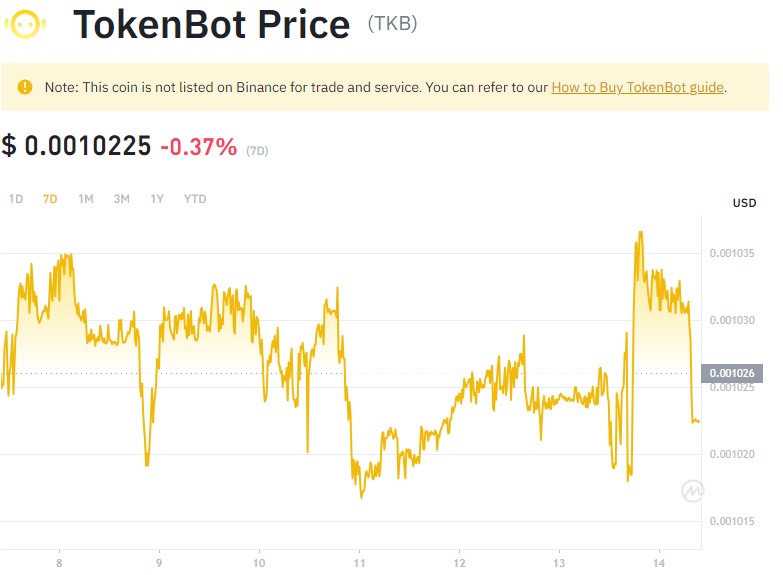 TokenBot Price (TKB)
Note: This coin is not listed on Binance for trade and service. You can refer to our How to Buy TokenBot guide.
$ 0.0010225 -0.37% (7D)
1D 7D 1M 3M 1Y YTD
USD
0.001035
0.001030
0.001026
0.001025
0.001020
0.001015
8 9 10 11 12 13 14